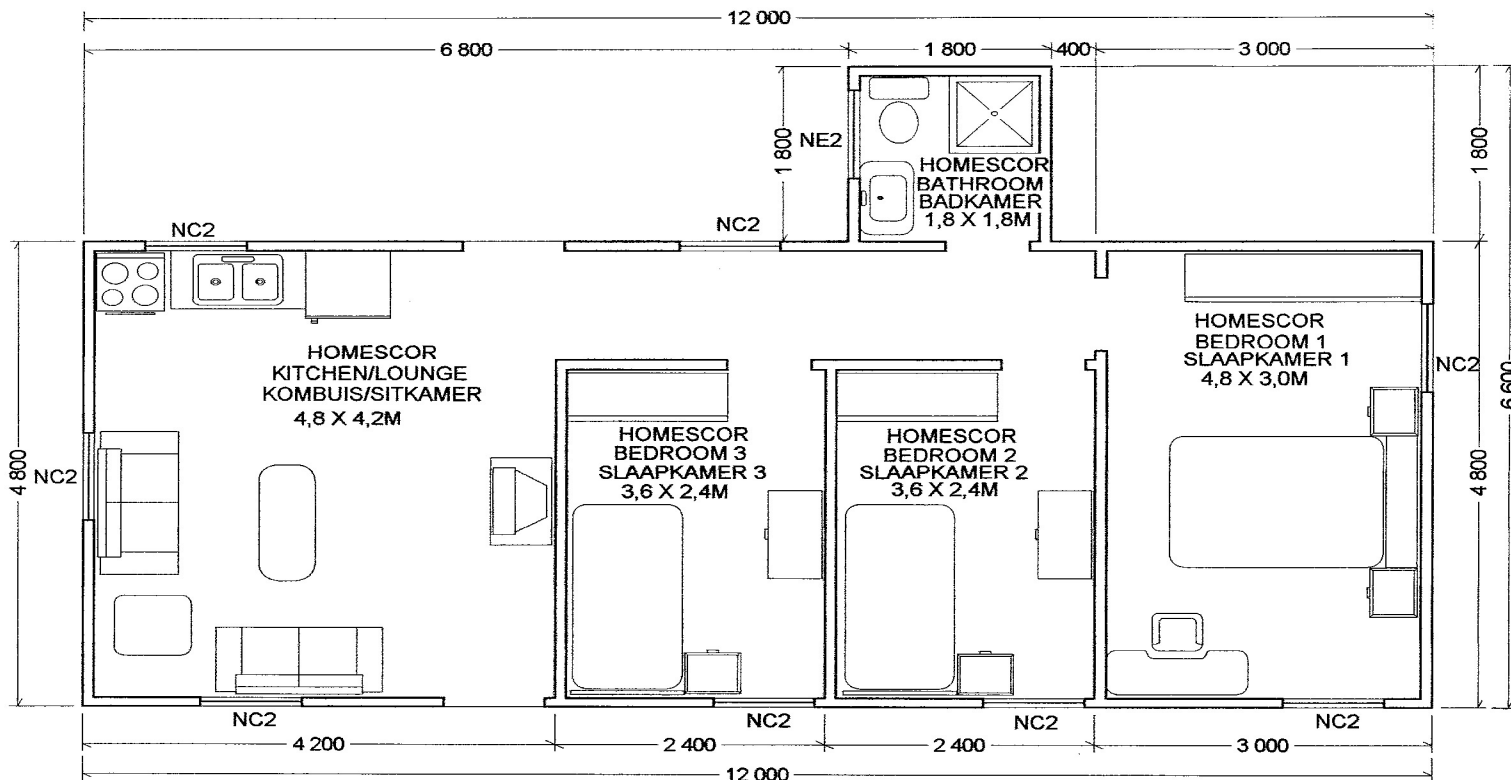 12 000
6 800
1 800
400
3 000
1 800
NE2
1 800
HOMESCOR
BATHROOM
BADKAMER
1,8 X 1,8M
NC2
NC2
HOMESCOR
KITCHEN/LOUNGE
KOMBUIS/SITKAMER
4,8 X 4,2M
HOMESCOR
BEDROOM 1
SLAAPKAMER 1
4,8 X 3,0M
NC2
6 600
HOMESCOR
BEDROOM 3
SLAAPKAMER 3
3,6 X 2,4M
HOMESCOR
BEDROOM 2
SLAAPKAMER 2
3,6 X 2,4M
4 800
NC2
4 800
NC2
NC2
NC2
NC2
4 200
2 400
2 400
3 000
12 000